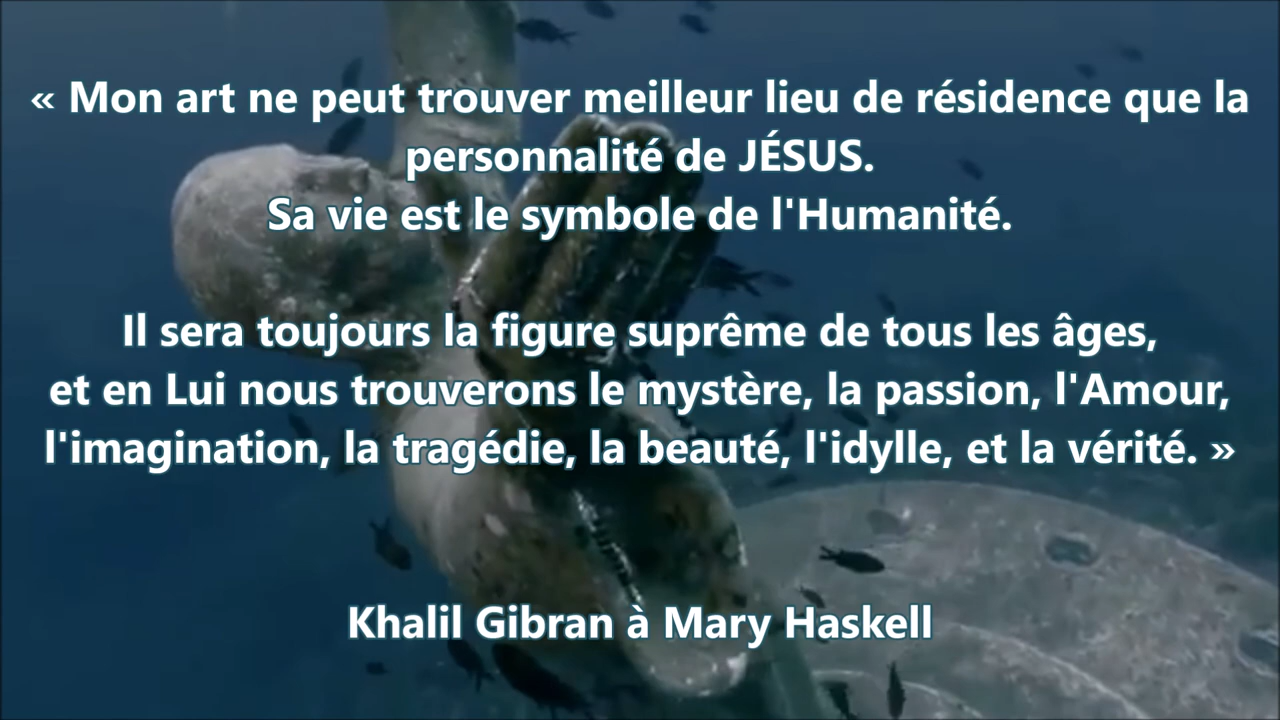 « Mon art ne peut trouver meilleur lieu de résidence que la
personnalité de JÉSUS.
Sa vie est le symbole de l'Humanité.
Il sera toujours la figure suprême de tous les âges,
et en Lui nous trouverons le mystère, la passion, l'Amour,
l'imagination, la tragédie, la beauté, l'idylle, et la vérité. »
Khalil Gibran à Mary Haskell